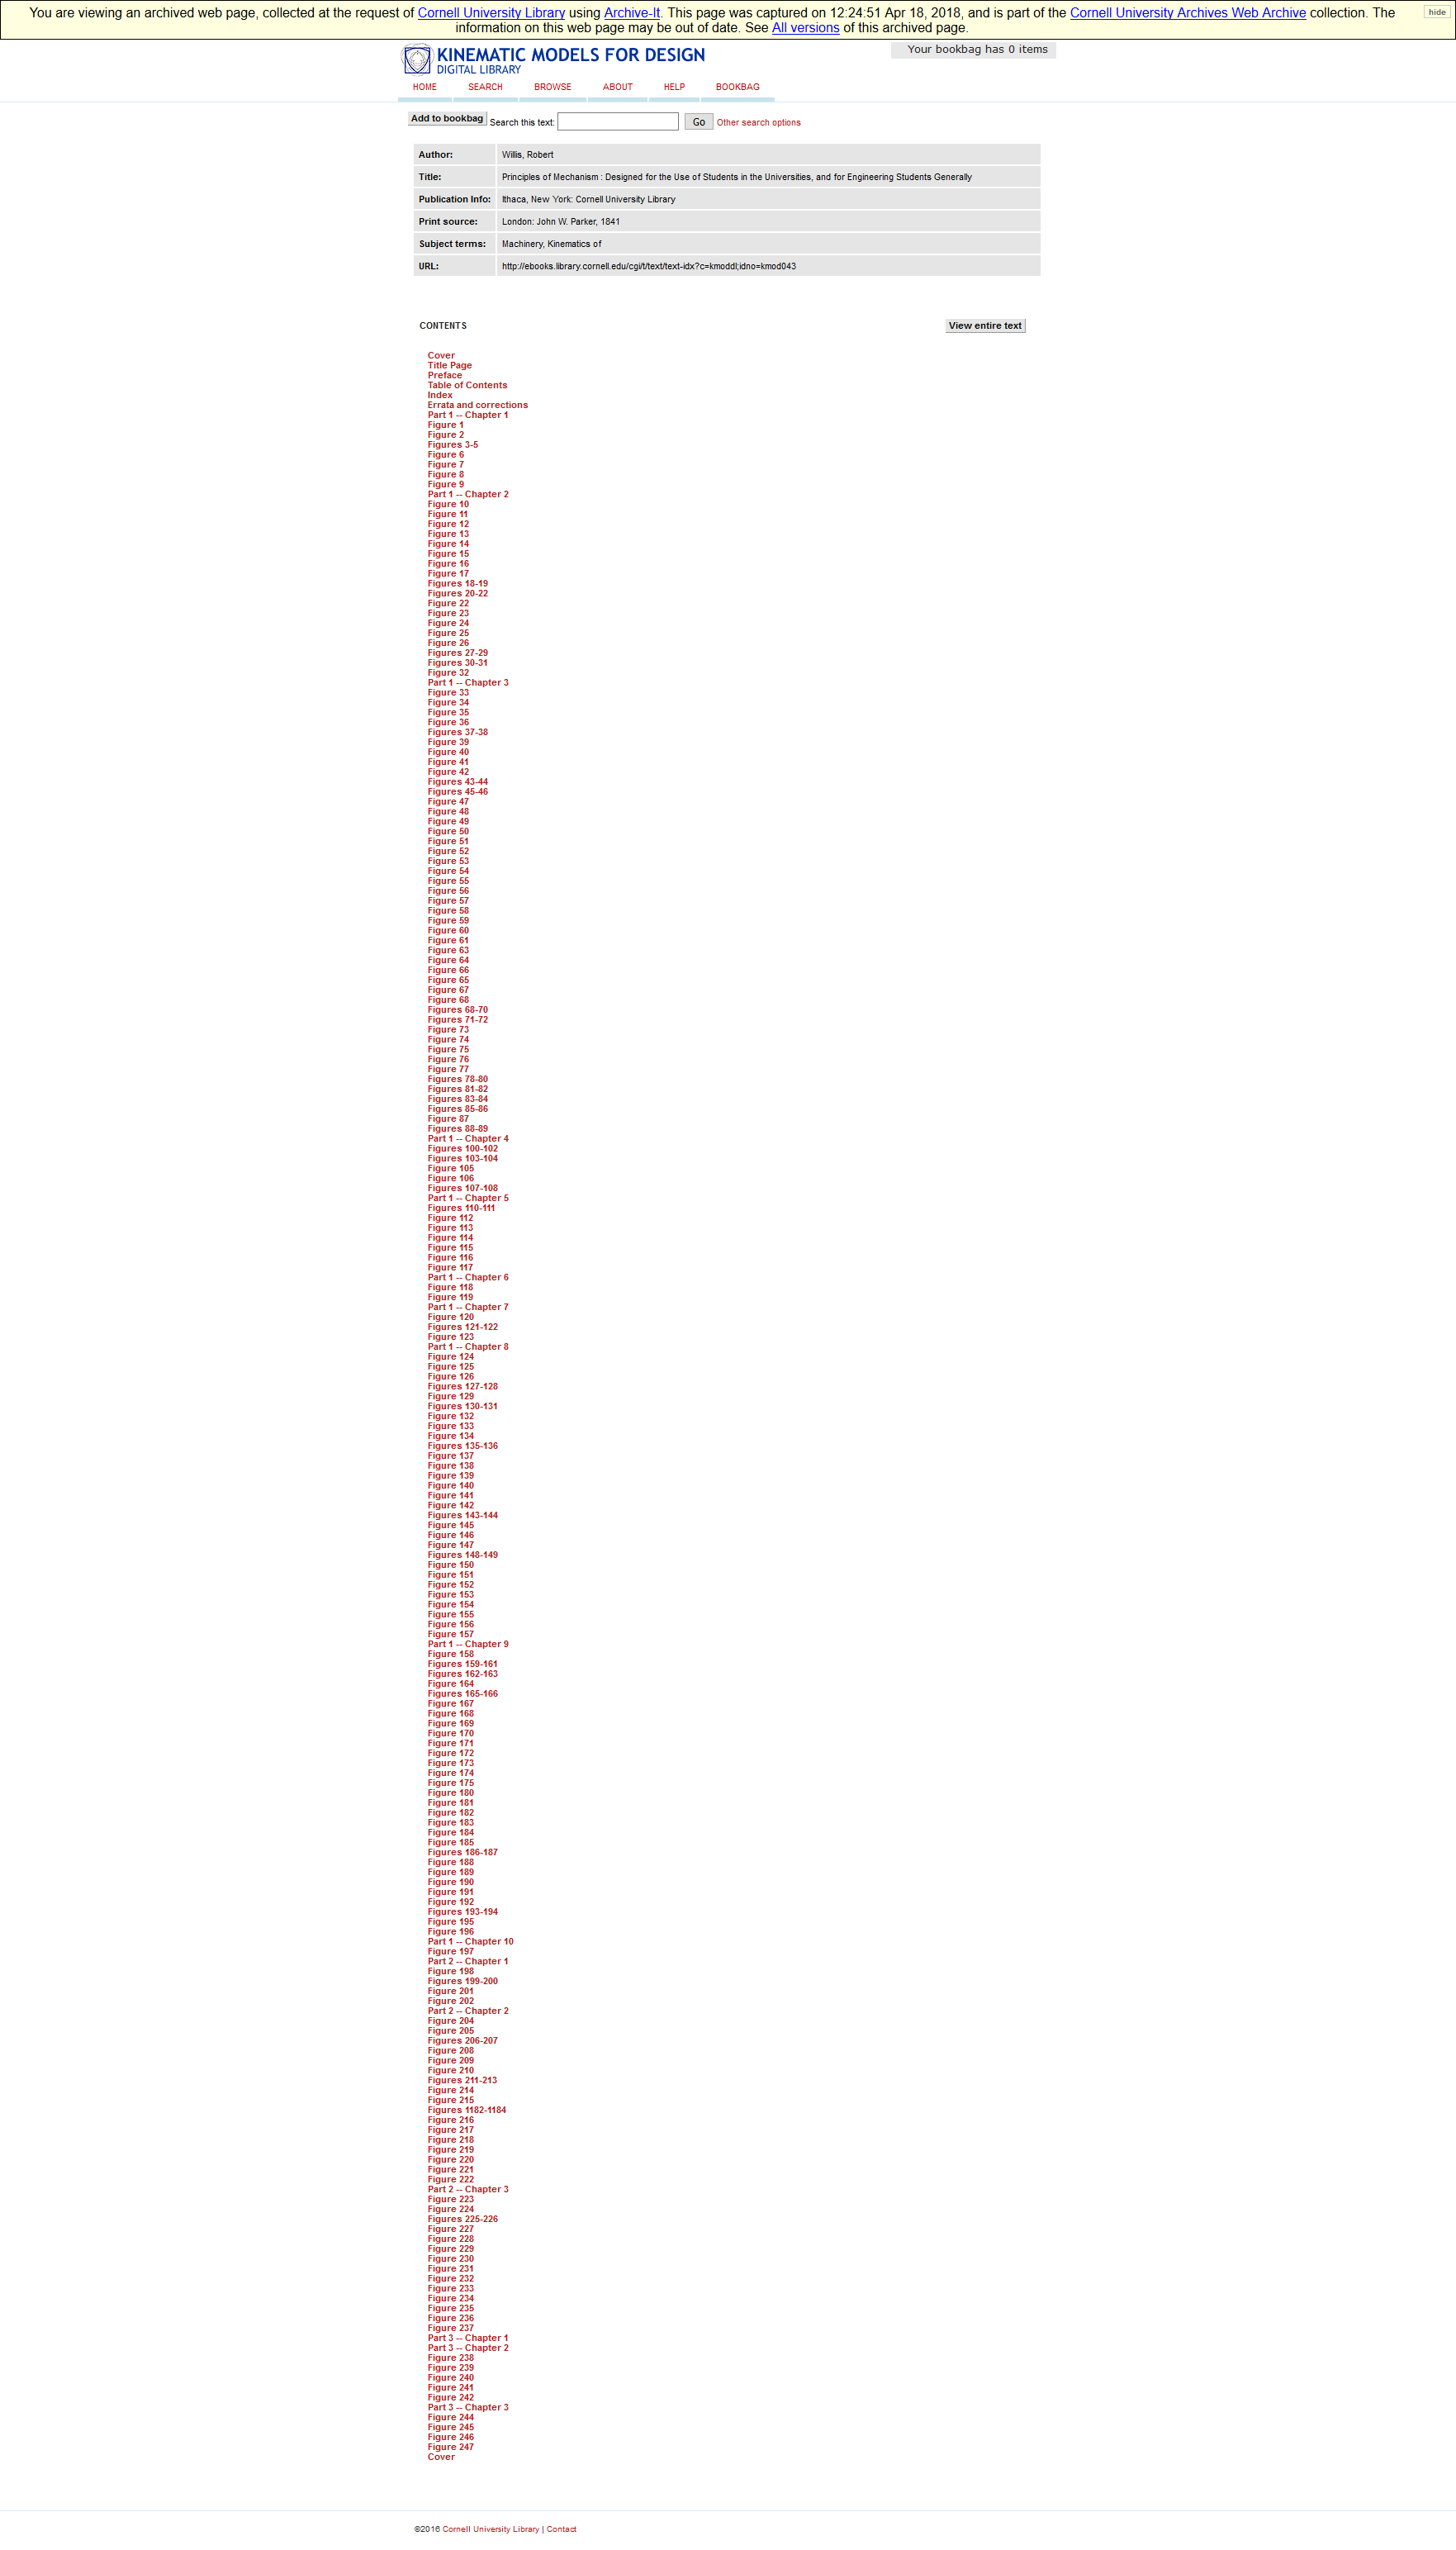 You are viewing an archived web page, collected at the request of Cornell University Library using Archive-It. This page was captured on 12:24:51 Apr 18, 2018, and is part of the Cornell University Archives Web Archive collection. The
information on this web page may be out of date. See All versions of this archived page.
hide
KINEMATIC MODELS FOR DESIGN
DIGITAL LIBRARY
Your bookbag has 0 items
HOME SEARCH BROWSE ABOUT HELP BOOKBAG
Add to bookbag Search this text: Go Other search options
Author: Willis, Robert
Title: Principles of Mechanism : Designed for the Use of Students in the Universities, and for Engineering Students Generally
Publication Info: Ithaca, New York: Cornell University Library
Print source: London: John W. Parker, 1841
Subject terms: Machinery, Kinematics of
URL: http://ebooks.library.cornell.edu/cgi/t/text/text-idx?c=kmoddl;idno=kmod043
CONTENTS View entire text
Cover
Title Page
Preface
Table of Contents
Index
Errata and corrections
Part 1 -- Chapter 1
Figure 1
Figure 2
Figures 3-5
Figure 6
Figure 7
Figure 8
Figure 9
Part 1 -- Chapter 2
Figure 10
Figure 11
Figure 12
Figure 13
Figure 14
Figure 15
Figure 16
Figure 17
Figures 18-19
Figures 20-22
Figure 22
Figure 23
Figure 24
Figure 25
Figure 26
Figures 27-29
Figures 30-31
Figure 32
Part 1 -- Chapter 3
Figure 33
Figure 34
Figure 35
Figure 36
Figures 37-38
Figure 39
Figure 40
Figure 41
Figure 42
Figures 43-44
Figures 45-46
Figure 47
Figure 48
Figure 49
Figure 50
Figure 51
Figure 52
Figure 53
Figure 54
Figure 55
Figure 56
Figure 57
Figure 58
Figure 59
Figure 60
Figure 61
Figure 63
Figure 64
Figure 66
Figure 65
Figure 67
Figure 68
Figures 68-70
Figures 71-72
Figure 73
Figure 74
Figure 75
Figure 76
Figure 77
Figures 78-80
Figures 81-82
Figures 83-84
Figures 85-86
Figure 87
Figures 88-89
Part 1 -- Chapter 4
Figures 100-102
Figures 103-104
Figure 105
Figure 106
Figures 107-108
Part 1 -- Chapter 5
Figures 110-111
Figure 112
Figure 113
Figure 114
Figure 115
Figure 116
Figure 117
Part 1 -- Chapter 6
Figure 118
Figure 119
Part 1 -- Chapter 7
Figure 120
Figures 121-122
Figure 123
Part 1 -- Chapter 8
Figure 124
Figure 125
Figure 126
Figures 127-128
Figure 129
Figures 130-131
Figure 132
Figure 133
Figure 134
Figures 135-136
Figure 137
Figure 138
Figure 139
Figure 140
Figure 141
Figure 142
Figures 143-144
Figure 145
Figure 146
Figure 147
Figures 148-149
Figure 150
Figure 151
Figure 152
Figure 153
Figure 154
Figure 155
Figure 156
Figure 157
Part 1 -- Chapter 9
Figure 158
Figures 159-161
Figures 162-163
Figure 164
Figures 165-166
Figure 167
Figure 168
Figure 169
Figure 170
Figure 171
Figure 172
Figure 173
Figure 174
Figure 175
Figure 180
Figure 181
Figure 182
Figure 183
Figure 184
Figure 185
Figures 186-187
Figure 188
Figure 189
Figure 190
Figure 191
Figure 192
Figures 193-194
Figure 195
Figure 196
Part 1 -- Chapter 10
Figure 197
Part 2 -- Chapter 1
Figure 198
Figures 199-200
Figure 201
Figure 202
Part 2 -- Chapter 2
Figure 204
Figure 205
Figures 206-207
Figure 208
Figure 209
Figure 210
Figures 211-213
Figure 214
Figure 215
Figures 1182-1184
Figure 216
Figure 217
Figure 218
Figure 219
Figure 220
Figure 221
Figure 222
Part 2 -- Chapter 3
Figure 223
Figure 224
Figures 225-226
Figure 227
Figure 228
Figure 229
Figure 230
Figure 231
Figure 232
Figure 233
Figure 234
Figure 235
Figure 236
Figure 237
Part 3 -- Chapter 1
Part 3 -- Chapter 2
Figure 238
Figure 239
Figure 240
Figure 241
Figure 242
Part 3 -- Chapter 3
Figure 244
Figure 245
Figure 246
Figure 247
Cover
©2016 Cornell University Library | Contact